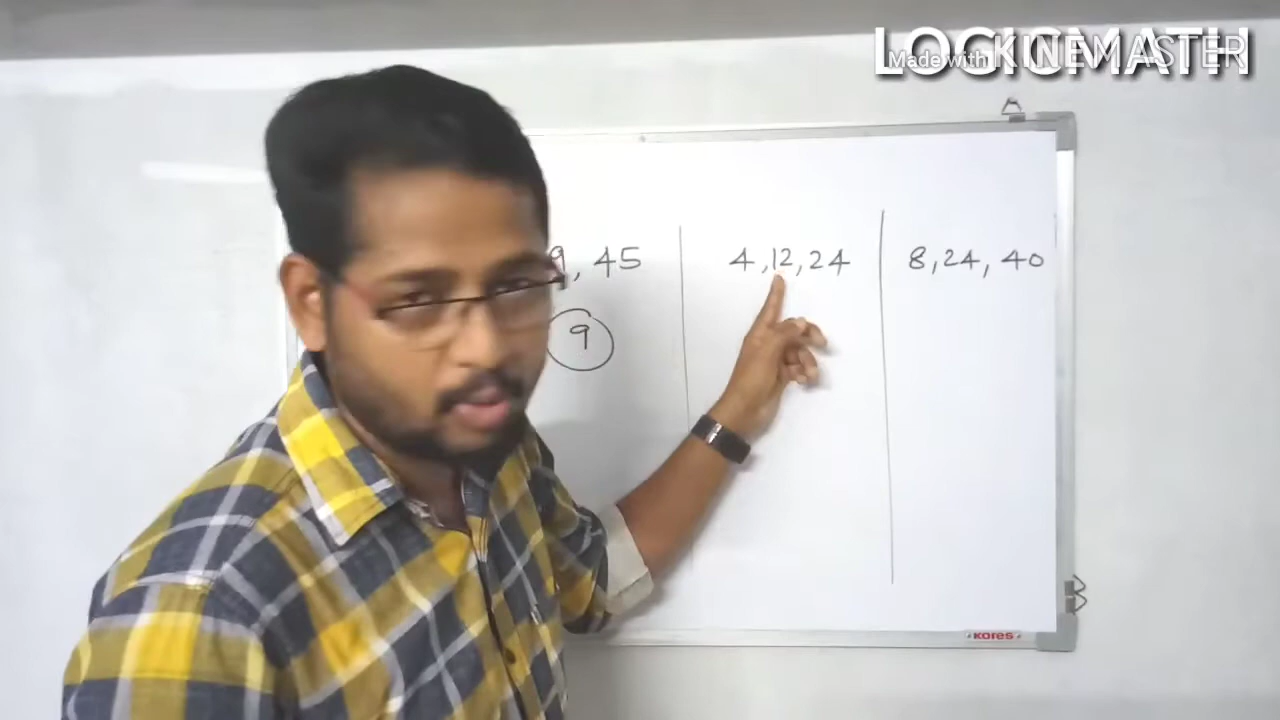 LOGICMATH
Made with KINEMASTER
9, 45
4, 12, 24
8, 24, 40
9
KORES